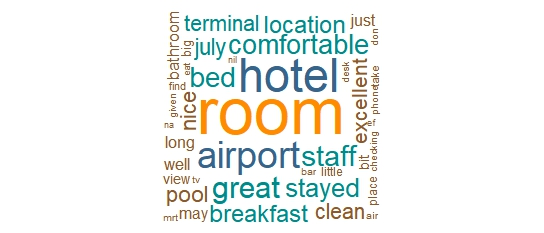 terminal location just
bathroom
july comfortable
don
big
eat
nil
bed hotel
desk
phone take
find
given
nice
room
excellent
na
ef
checking
long airport staff
bit
well
bar little
place
view tv
great stayed
pool
mrt may breakfast clean air